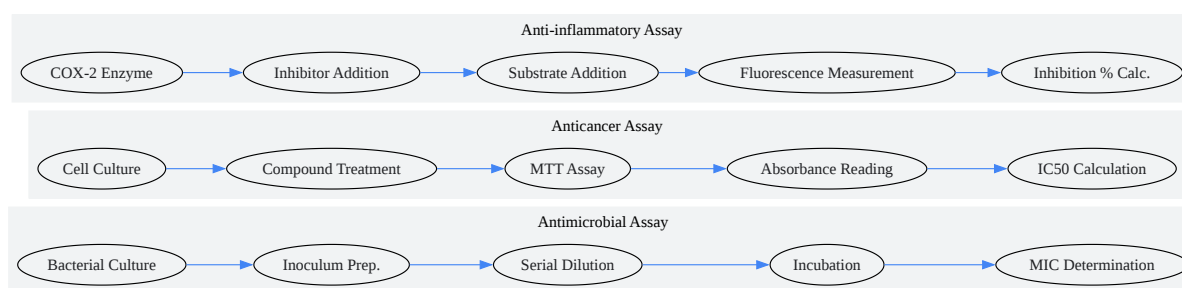 Anti-inflammatory Assay
COX-2 Enzyme
Inhibitor Addition
Substrate Addition
Fluorescence Measurement
Inhibition % Calc.
Anticancer Assay
Cell Culture
Compound Treatment
MTT Assay
Absorbance Reading
IC50 Calculation
Antimicrobial Assay
Bacterial Culture
Inoculum Prep.
Serial Dilution
Incubation
MIC Determination